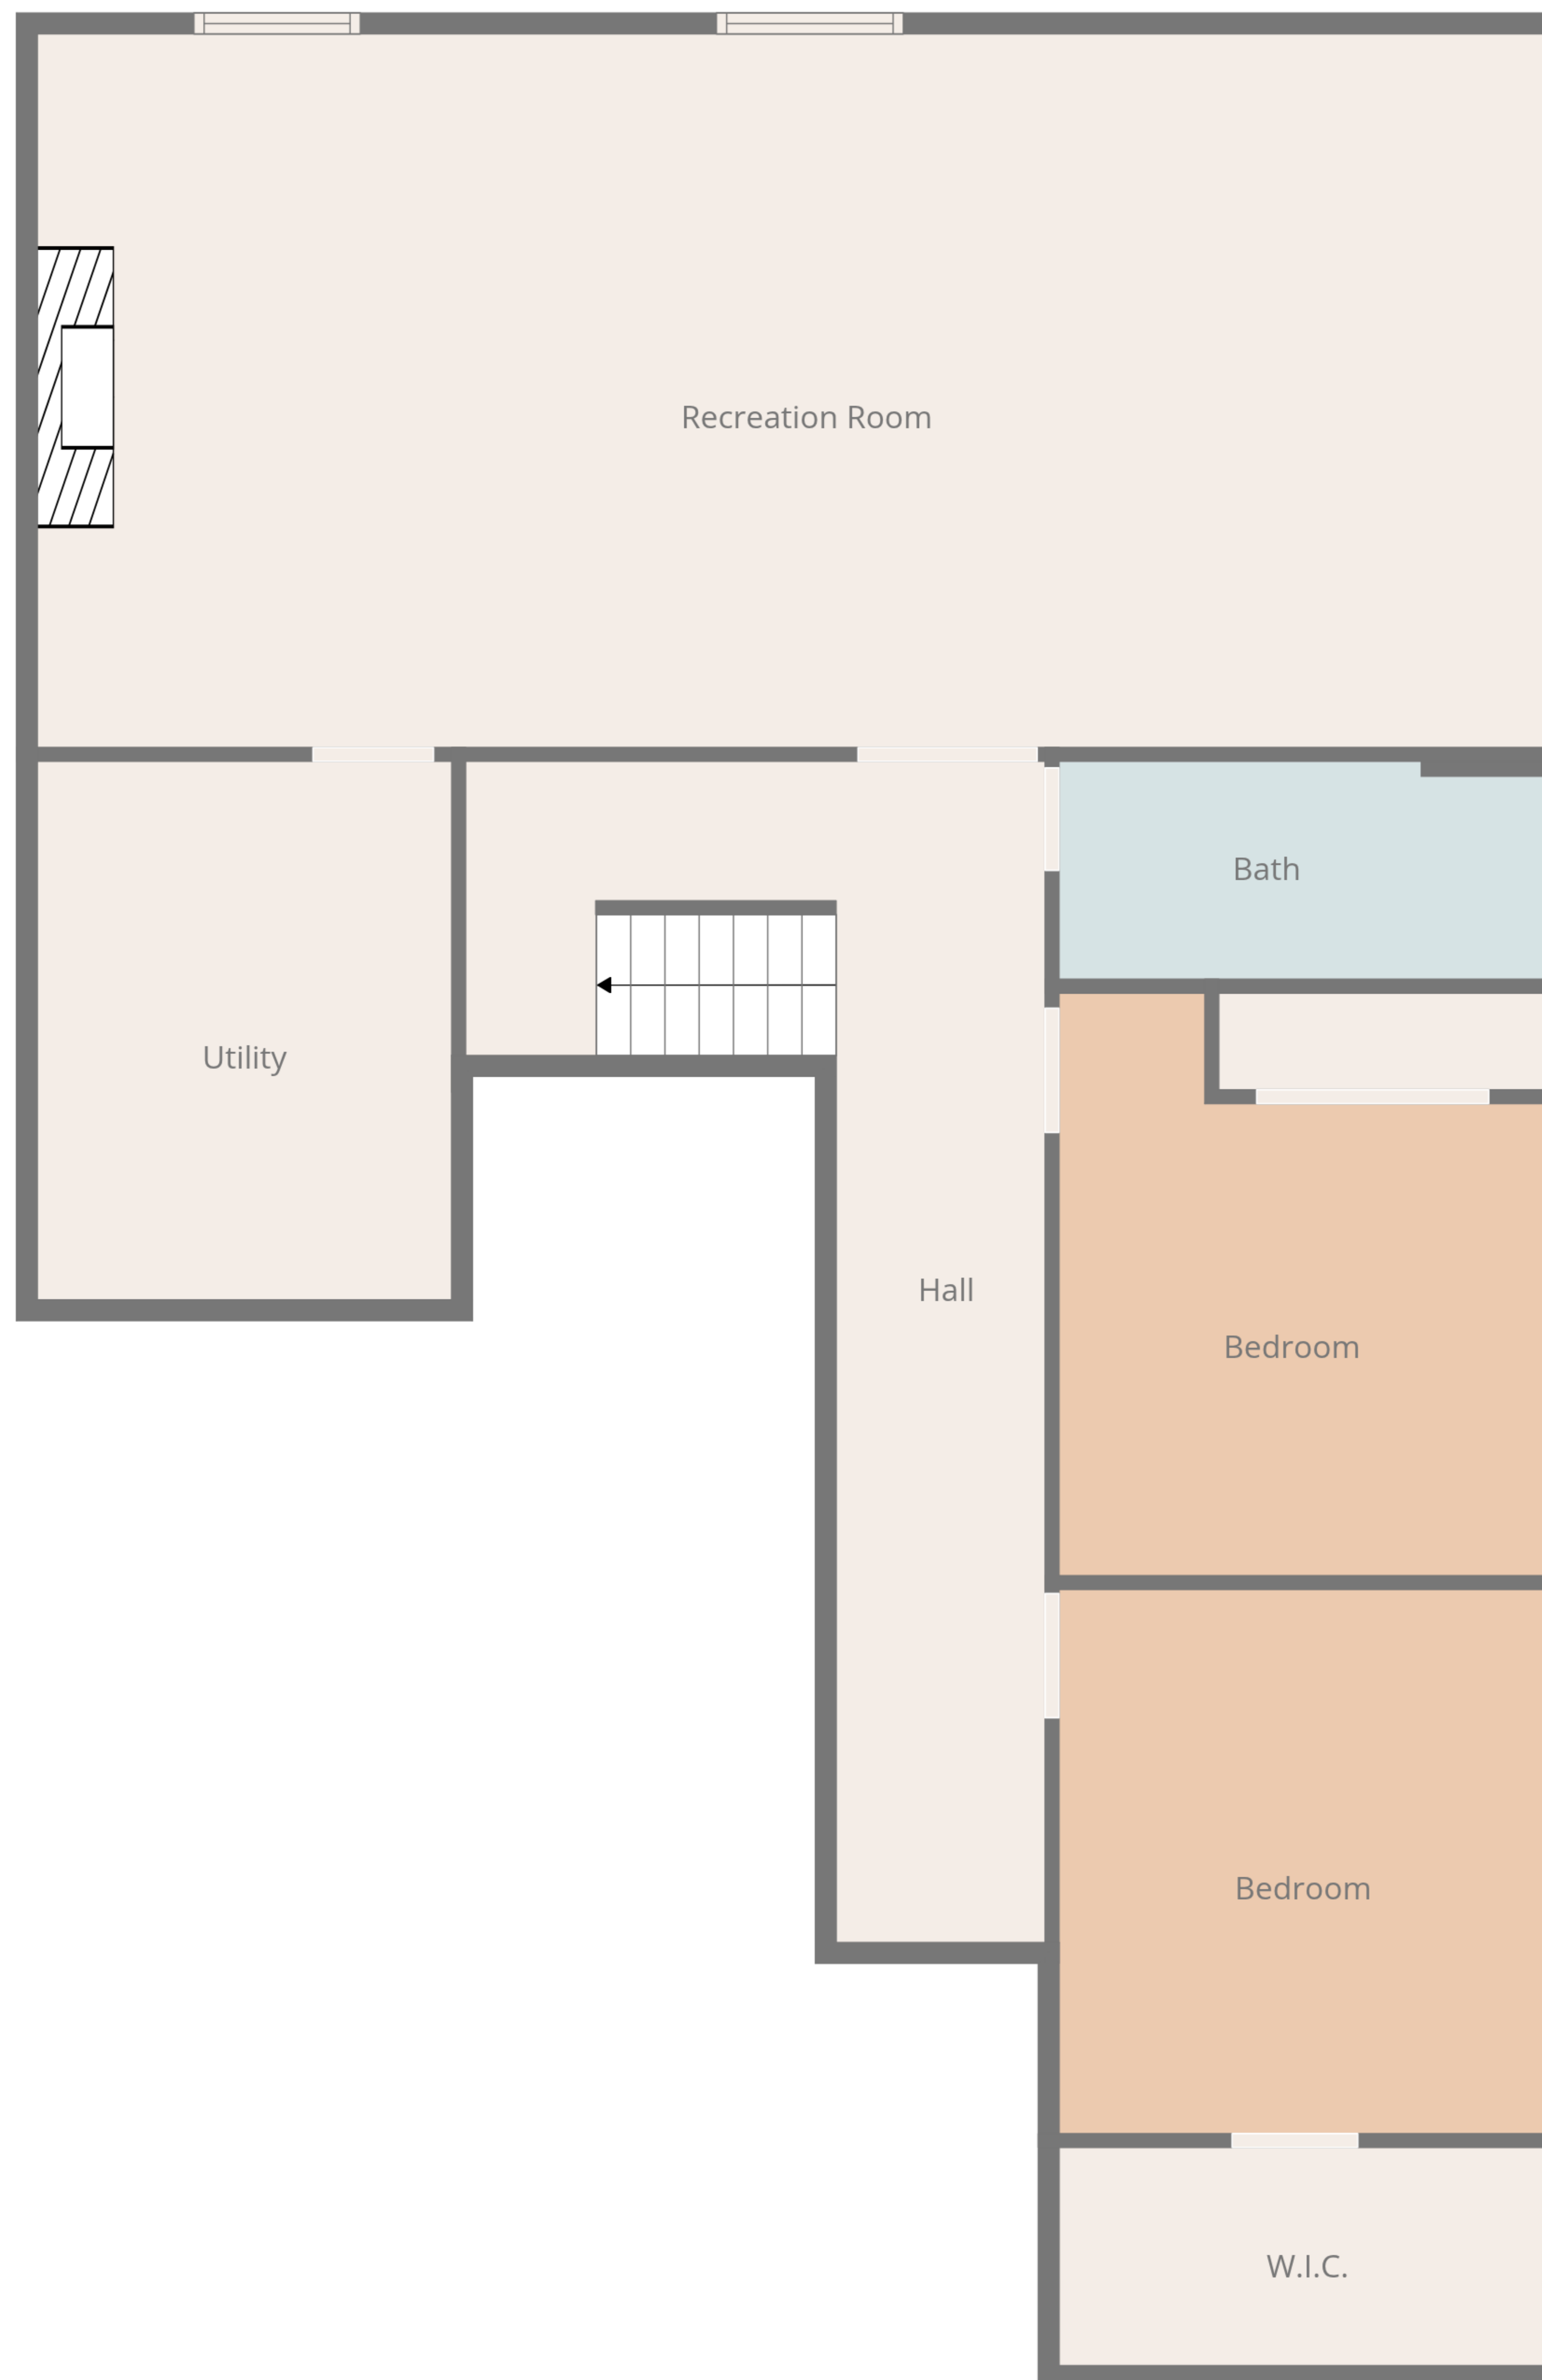 Recreation Room
Bath
Utility
Hall
Bedroom
Bedroom
W.I.C.